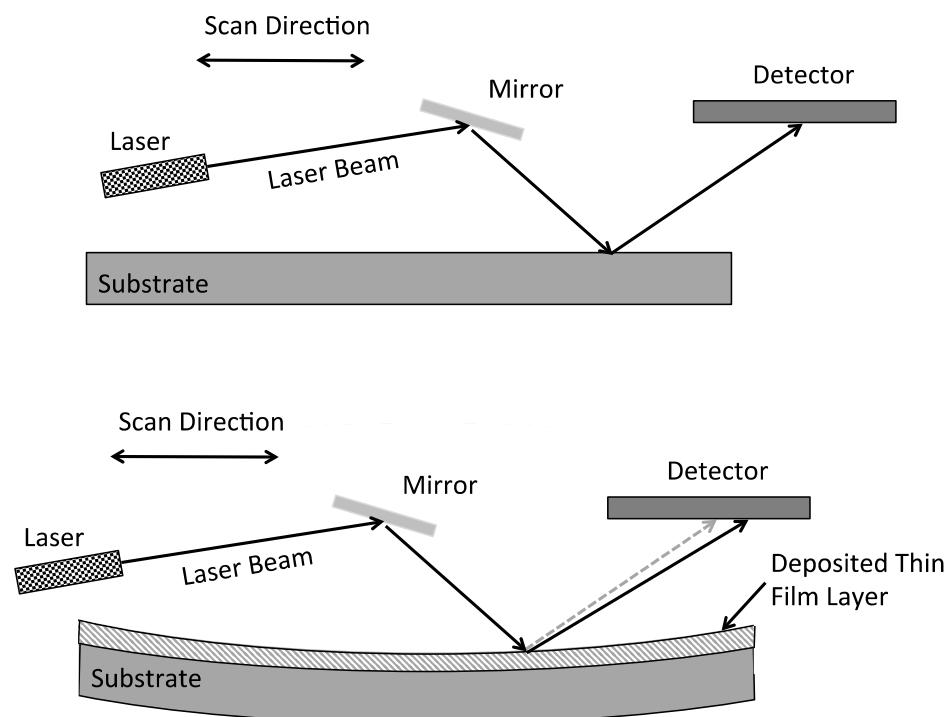 Scan Direction
Mirror
Detector
Laser
Laser Beam
Substrate
Scan Direction
Mirror
Detector
Laser
Laser Beam
Deposited Thin
Film Layer
Substrate